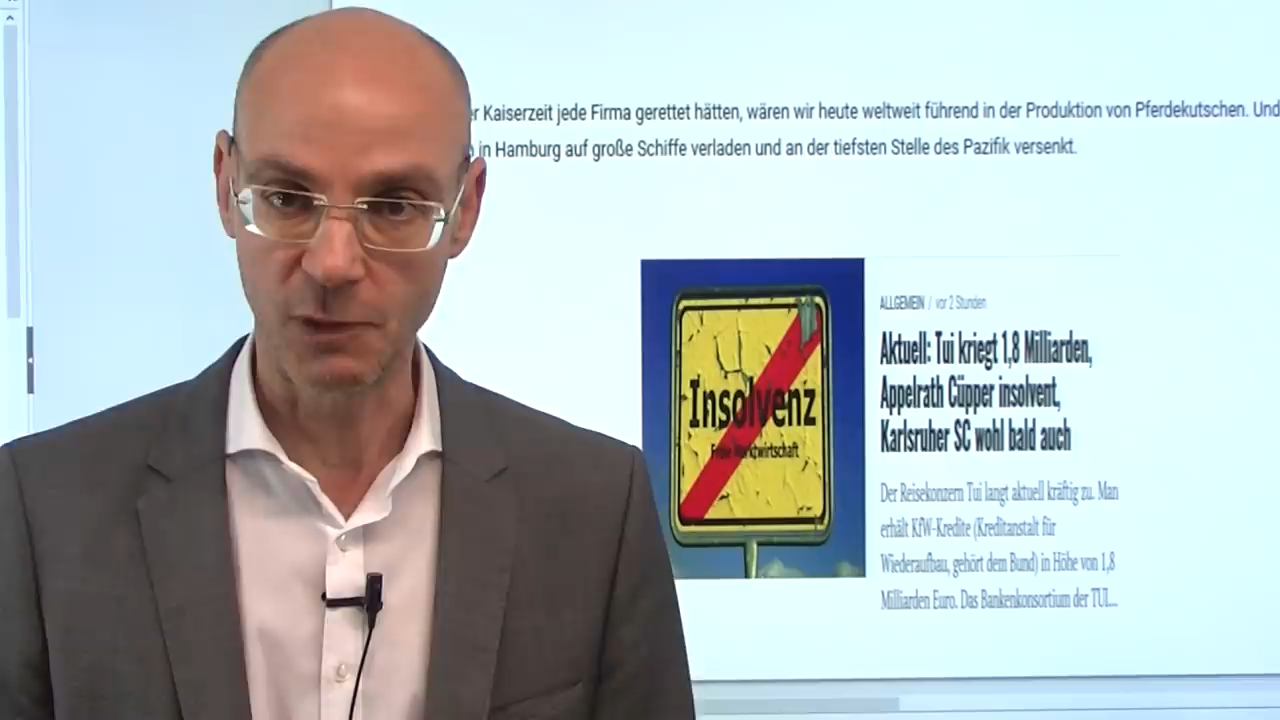 r Kaiserzeit jede Firma gerettet hätten, wären wir heute weltweit führend in der Produktion von Pferdekutschen. Und
in Hamburg auf große Schiffe verladen und an der tiefsten Stelle des Pazifik versenkt.
ALLGEMEIN / vor 2 Stunden
Aktuell: Tui kriegt 1,8 Milliarden,
Appelrath Cüpper insolvent,
Karlsruher SC wohl bald auch
Insolvenz
Freie Marktwirtschaft
Der Reisekonzern Tui langt aktuell kräftig zu. Man
erhält KfW-Kredite (Kreditanstalt für
Wiederaufbau, gehört dem Bund) in Höhe von 1,8
Milliarden Euro. Das Bankenkonsortium der TUI...